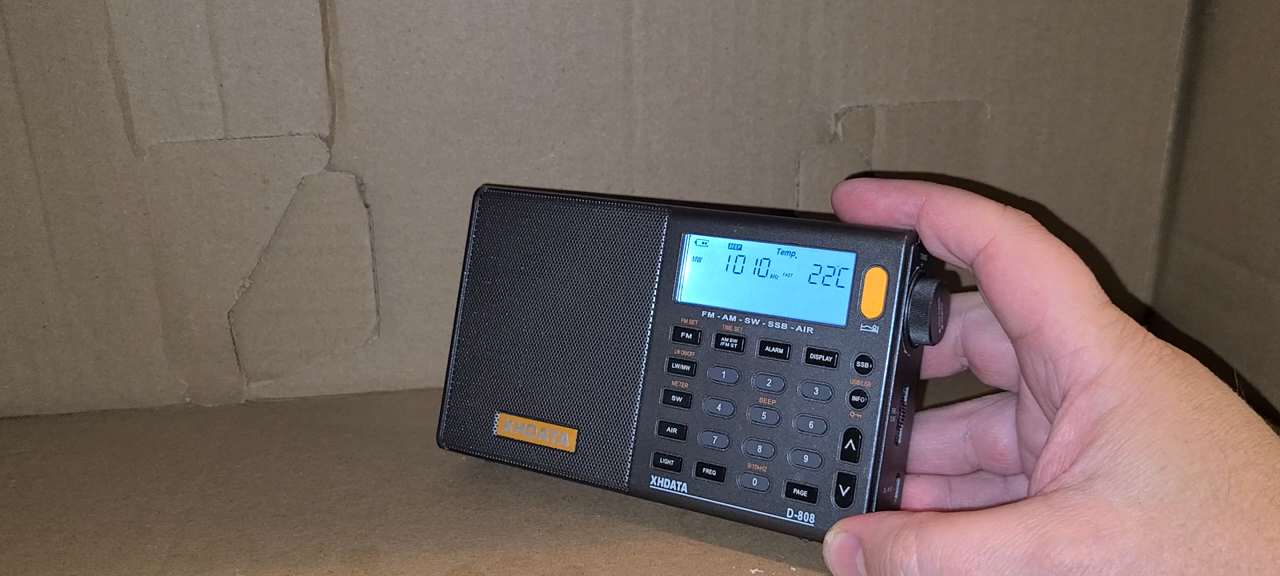 BEEP
Temp.
MW 1010 kHz FAST 22C
FM - AM - SW - SSB - AIR
FM SET
TIME SET
FM
AM BW
/FM ST
ALARM
DISPLAY
SSB
LW ON/OFF
USB/LSB
LW/MW
1
2
3
INFO
METER
BEEP
SW
4
5
6
AIR
7
8
9
9/10kHz
LIGHT
FREQ
0
PAGE
XHDATA
XHDATA
D-808